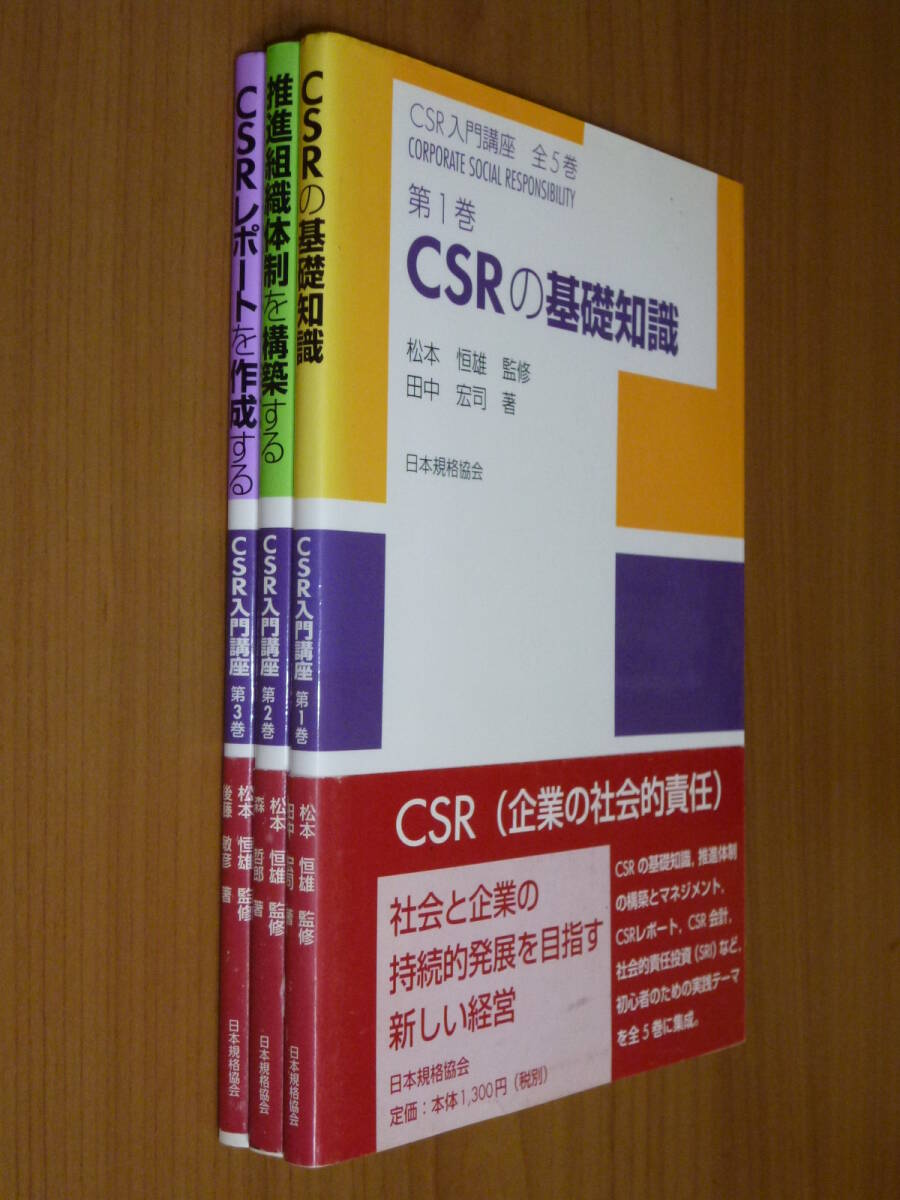 CSRレポートを作成する
CSR入門講座 第3巻
松本 恒雄 監修
後藤 敏彦 著
日本規格協会
推進組織体制を構築する
CSR入門講座 第2巻
松本 恒雄 監修
森 哲郎 著
日本規格協会
CSRの基礎知識
CSR入門講座 第1巻
松本 恒雄 監修
田中 宏司 著
日本規格協会
CSR入門講座 全5巻
CORPORATE SOCIAL RESPONSIBILITY
第1巻
CSRの基礎知識
松本 恒雄 監修
田中 宏司 著
日本規格協会
CSR(企業の社会的責任)
社会と企業の
持続的発展を目指す
新しい経営
日本規格協会
定価:本体1,300円(税別)
CSRの基礎知識,推進体制
の構築とマネジメント,
CSRレポート,CSR会計,
社会的責任投資(SRI)など,
初心者のための実践テーマ
を全5巻に集成。